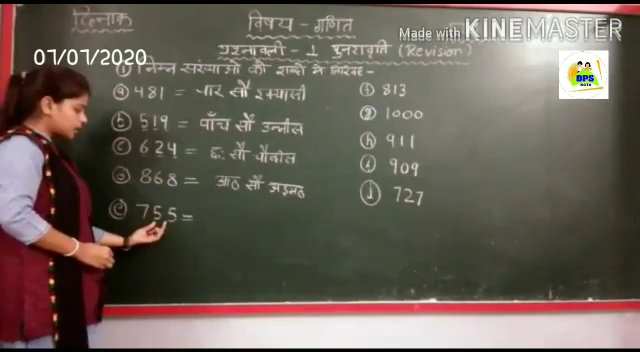 दिनांक
विषय - गणित
Made with KINEMASTER
07/07/2020
प्रश्नावली - 1 पुनरावृति (Revision)
① निम्न संख्याओ को शब्दो मे लिखिए -
ⓐ 481 = चार सौ इक्यासी
ⓑ 519 = पाँच सौ उन्नीस
ⓒ 624 = छः सौ चौबीस
ⓓ 868 = आठ सौ अड़सठ
ⓔ 755 =
ⓕ 813
ⓖ 1000
ⓗ 911
ⓘ 909
ⓙ 727
DPS
KOTA